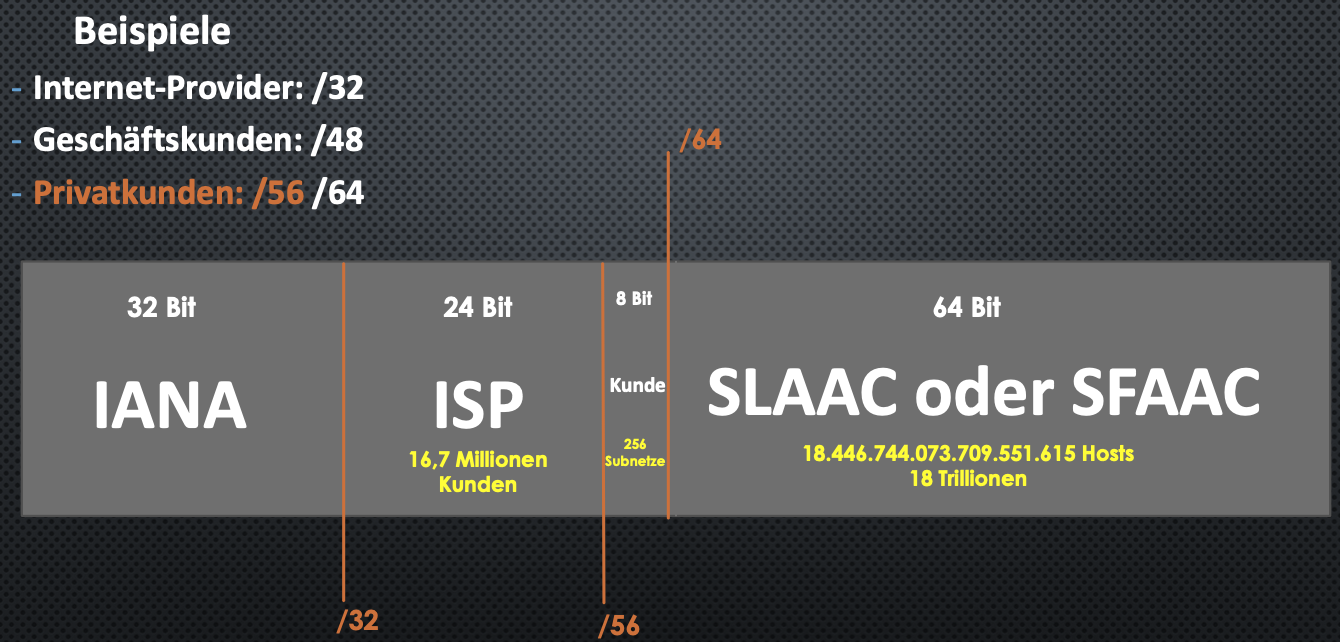 Beispiele
- Internet-Provider: /32
- Geschäftskunden: /48
- Privatkunden: /56 /64
/64
32 Bit
IANA
24 Bit
ISP
16,7 Millionen
Kunden
8 Bit
Kunde
256
Subnetze
64 Bit
SLAAC oder SFAAC
18.446.744.073.709.551.615 Hosts
18 Trillionen
/32
/56